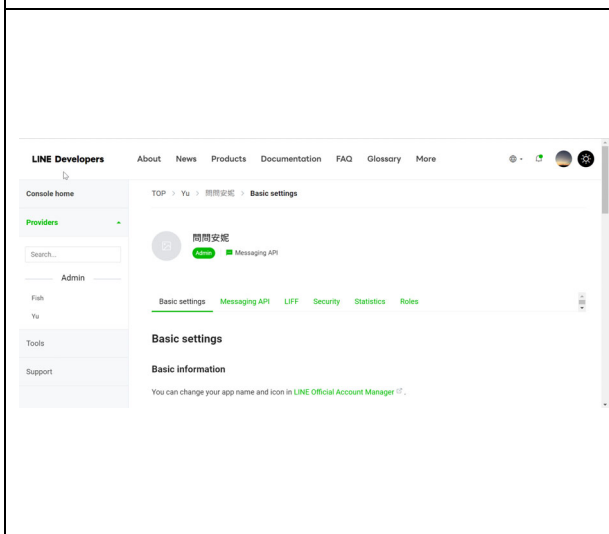 LINE Developers About News Products Documentation FAQ Glossary More
Console home
TOP > Yu > 問問安妮 > Basic settings
Providers
問問安妮
Admin Messaging API
Search...
Admin
Fish
Yu
Basic settings Messaging API LIFF Security Statistics Roles
Tools
Basic settings
Support
Basic information
You can change your app name and icon in LINE Official Account Manager .